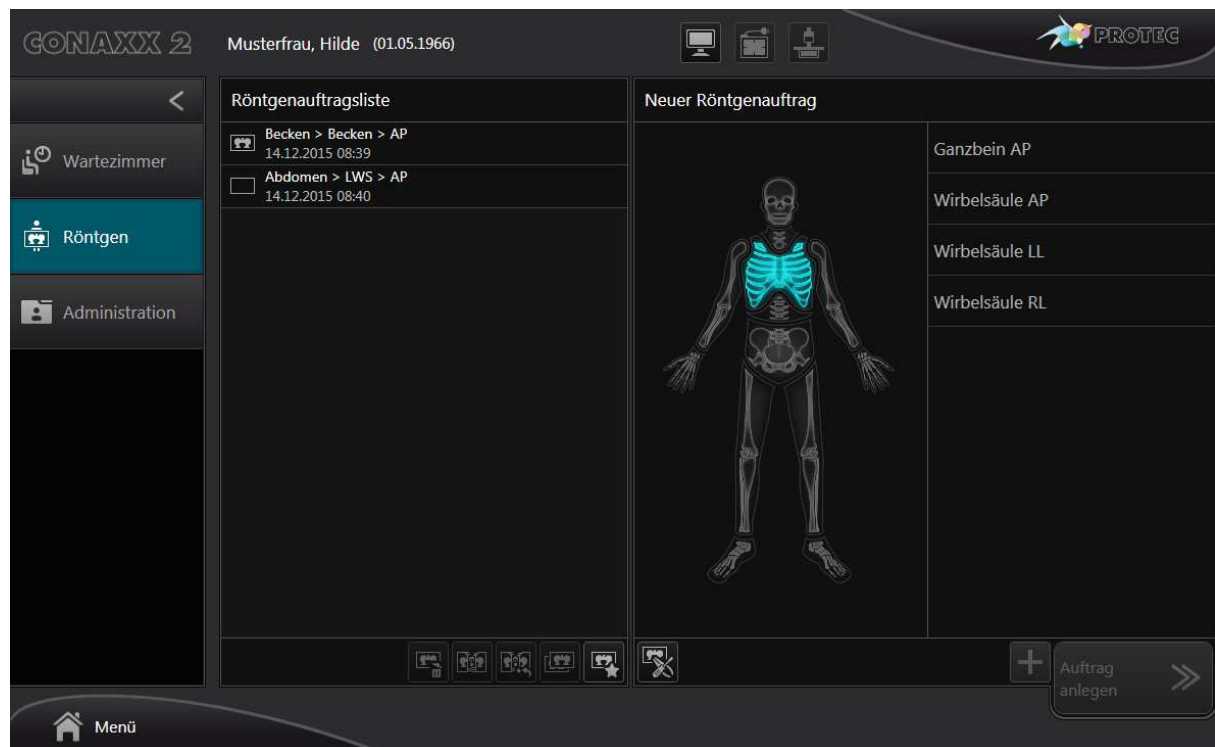 CONAXX 2
Musterfrau, Hilde (01.05.1966)
PROTEC
Wartezimmer
Röntgen
Administration
Röntgenauftragsliste
Becken > Becken > AP
14.12.2015 08:39
Abdomen > LWS > AP
14.12.2015 08:40
Neuer Röntgenauftrag
Ganzbein AP
Wirbelsäule AP
Wirbelsäule LL
Wirbelsäule RL
Auftrag
anlegen
Menü